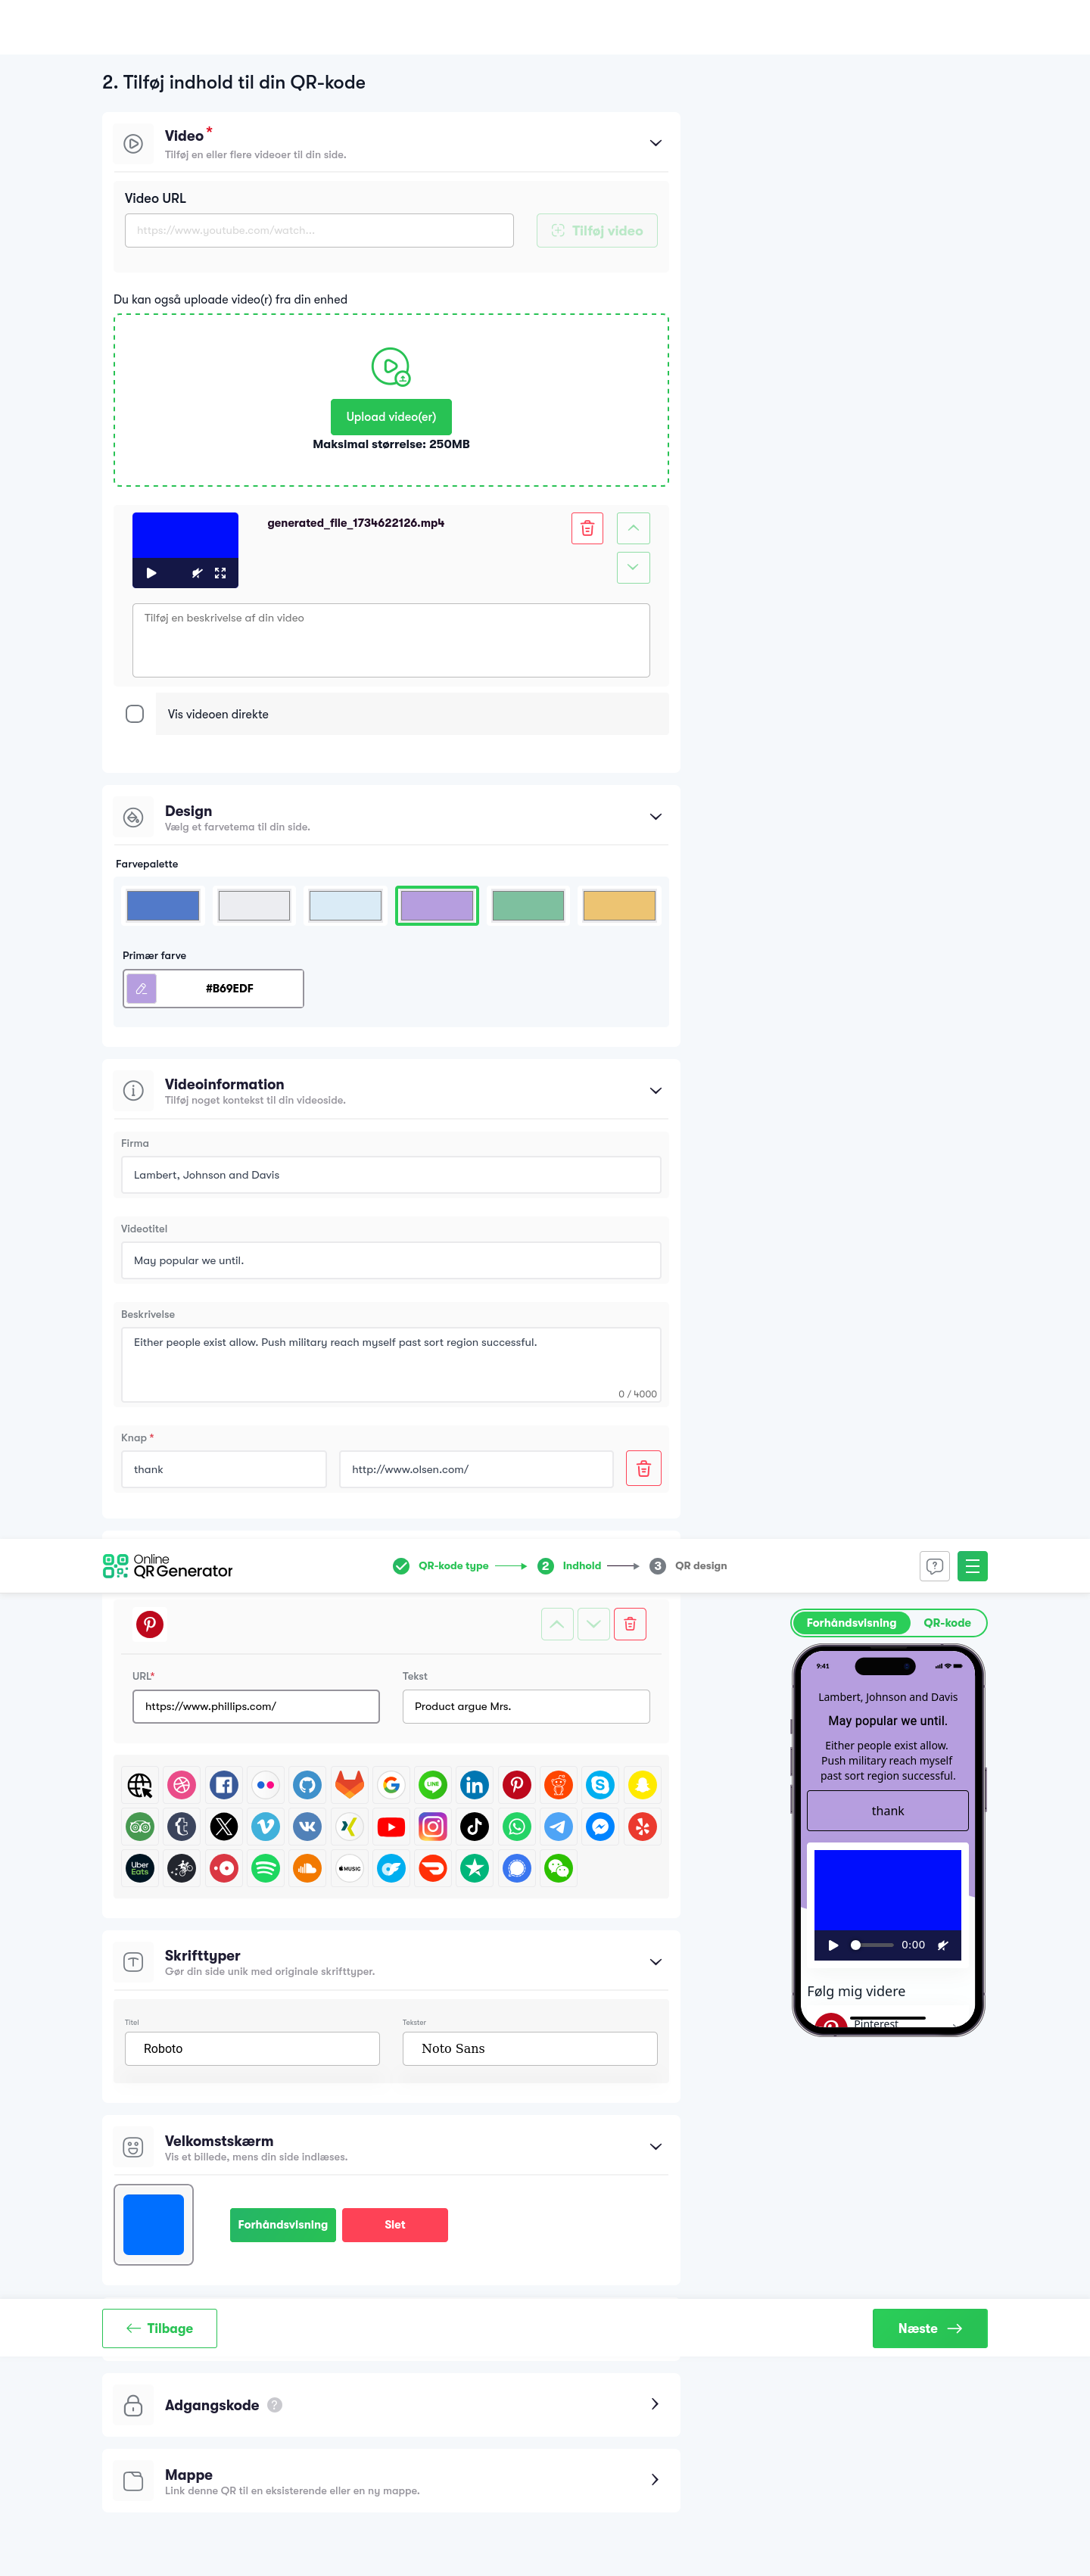 2. Tilføj indhold til din QR-kode
Video*
Tilføj en eller flere videoer til din side.
Video URL
https://www.youtube.com/watch...
Tilføj video
Du kan også uploade video(r) fra din enhed
Upload video(er)
Maksimal størrelse: 250MB
generated_file_1734622126.mp4
Tilføj en beskrivelse af din video
Vis videoen direkte
Design
Vælg et farvetema til din side.
Farvepalette
Primær farve
#B69EDF
Videoinformation
Tilføj noget kontekst til din videoside.
Firma
Lambert, Johnson and Davis
Videotitel
May popular we until.
Beskrivelse
Either people exist allow. Push military reach myself past sort region successful.
0 / 4000
Knap *
thank
http://www.olsen.com/
Online
QR Generator
QR-kode type
2
Indhold
3
QR design
Forhåndsvisning
QR-kode
URL*
Tekst
https://www.phillips.com/
Product argue Mrs.
LINE
Uber
Eats
MUSIC
9:41
Lambert, Johnson and Davis
May popular we until.
Either people exist allow.
Push military reach myself
past sort region successful.
thank
0:00
Følg mig videre
Pinterest
Skrifttyper
Gør din side unik med originale skrifttyper.
Titel
Tekster
Roboto
Noto Sans
Velkomstskærm
Vis et billede, mens din side indlæses.
Forhåndsvisning
Slet
Tilbage
Næste
Adgangskode
?
Mappe
Link denne QR til en eksisterende eller en ny mappe.